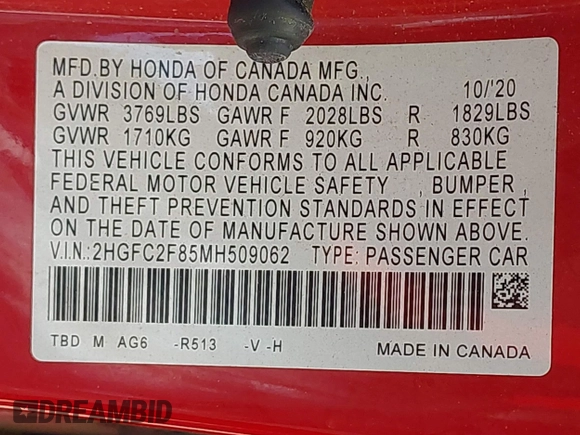 MFD.BY HONDA OF CANADA MFG.,
A DIVISION OF HONDA CANADA INC. 10/'20
GVWR 3769LBS GAWR F 2028LBS R 1829LBS
GVWR 1710KG GAWR F 920KG R 830KG
THIS VEHICLE CONFORMS TO ALL APPLICABLE
FEDERAL MOTOR VEHICLE SAFETY , BUMPER ,
AND THEFT PREVENTION STANDARDS IN EFFECT
ON THE DATE OF MANUFACTURE SHOWN ABOVE.
V.I.N.:2HGFC2F85MH509062 TYPE: PASSENGER CAR
TBD M AG6 -R513 -V -H MADE IN CANADA
DREAMBID